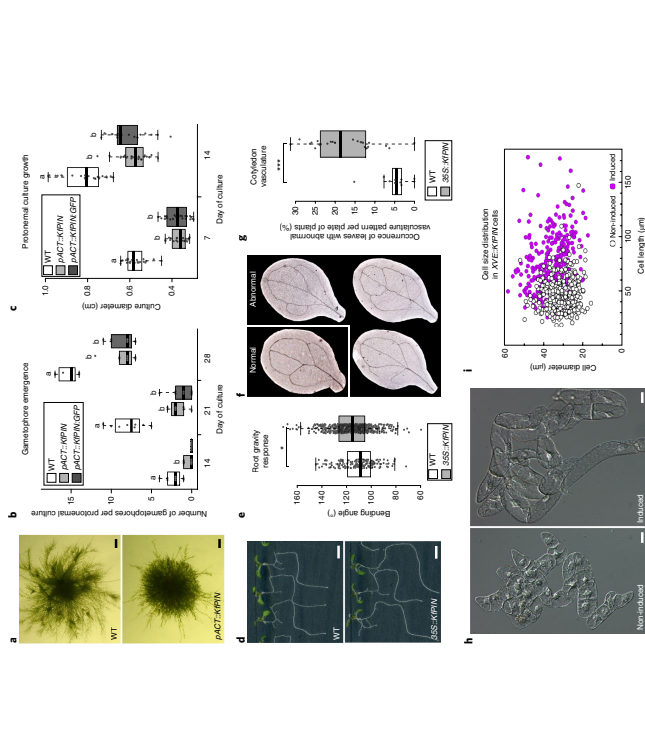 a
WT
pACT::KfPIN
b
Gametophore emergence
Number of gametophores per protonemal culture
15
10
5
0
WT
pACT::KfPIN
pACT::KfPIN:GFP
a
b
a
b
b
a
b
b
14
21
28
Day of culture
c
Protonemal culture growth
Culture diameter (cm)
1.0
0.8
0.6
0.4
WT
pACT::KfPIN
pACT::KfPIN:GFP
a
b
b
a
b
b
7
14
Day of culture
d
WT
35S::KfPIN
e
Root gravity
response
Bending angle (°)
160
140
120
100
80
60
*
WT
35S::KfPIN
f
Normal
Abnormal
g
Cotyledon
vasculature
Occurrence of leaves with abnormal
vasculature pattern per plate of plants (%)
30
25
20
15
10
5
0
***
WT
35S::KfPIN
h
Non-induced
Induced
i
Cell size distribution
in XVE::KfPIN cells
Cell diameter (µm)
60
40
20
0
50
100
150
Non-induced
Induced
Cell length (µm)